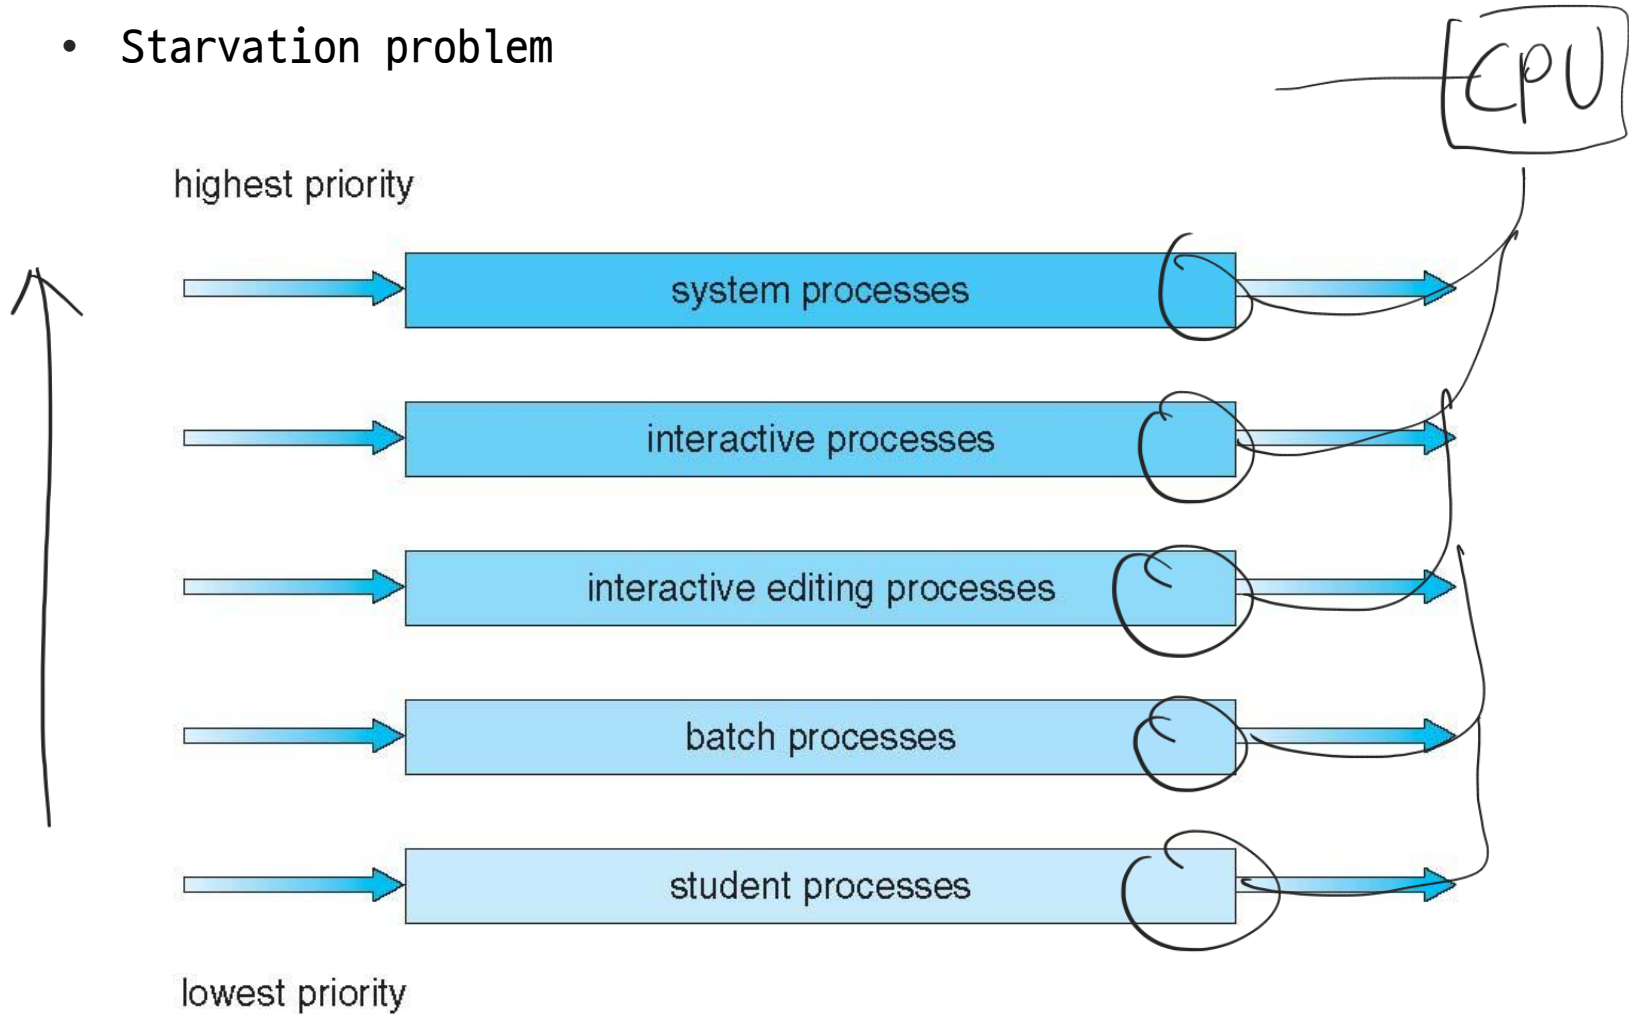 • Starvation problem
CPU
highest priority
system processes
interactive processes
interactive editing processes
batch processes
student processes
lowest priority